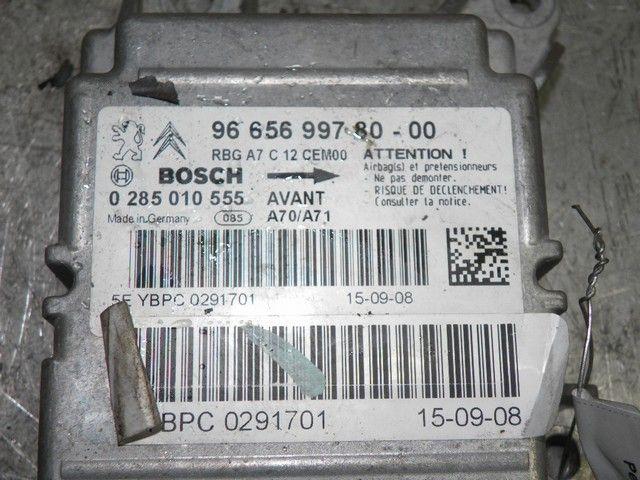 96 656 997 80 - 00
RBG A7 C 12 CEM00
ATTENTION !
Airbag(s) et pretensionneurs
- Ne pas demonter.
BOSCH
RISQUE DE DECLENCHEMENT!
0 285 010 555 AVANT
Consulter la notice.
Made in Germany 085 A70/A71
5F YBPC 0291701 15-09-08
YBPC 0291701 15-09-08